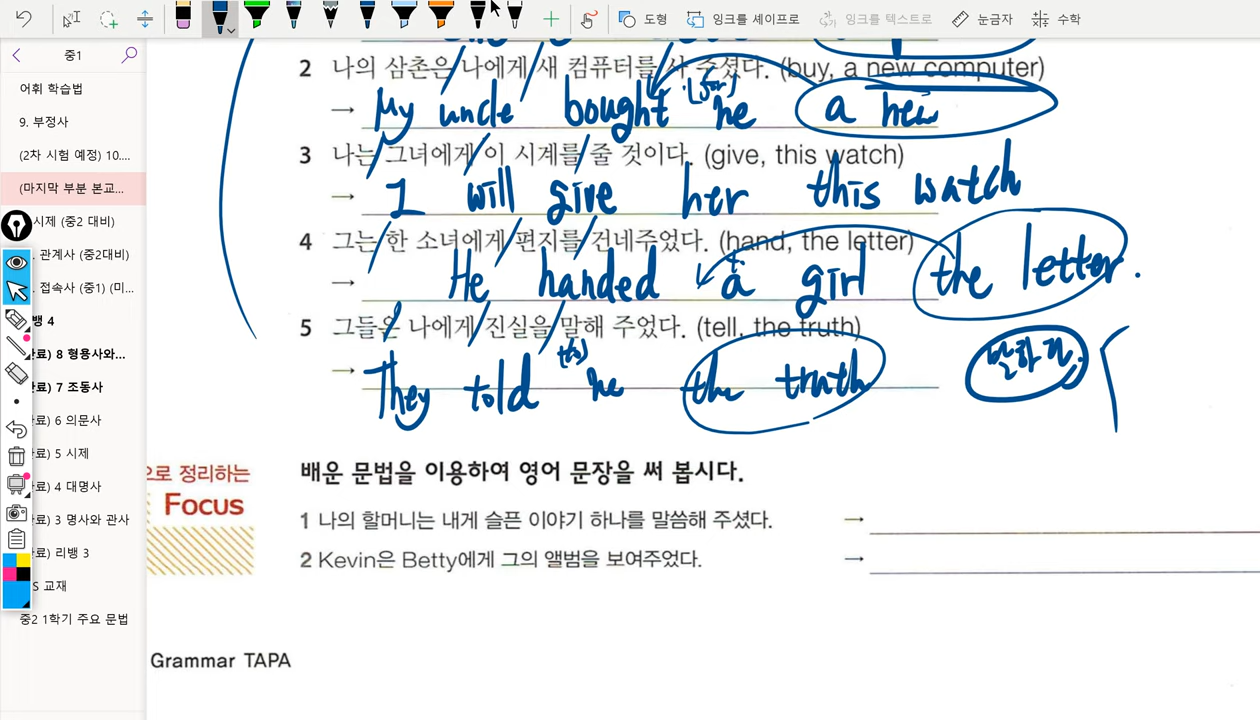 도형
잉크를 셰이프로
잉크를 텍스트로
눈금자
수학
중1
어휘 학습법
9. 부정사
(2차 시험 예정) 10....
(마지막 부분 본교...
시제 (중2 대비)
관계사 (중2대비)
접속사 (중1) (미...
뱅 4
료) 8 형용사와...
료) 7 조동사
료) 6 의문사
료) 5 시제
료) 4 대명사
료) 3 명사와 관사
료) 리뱅 3
S 교재
중2 1학기 주요 문법
2 나의 삼촌은 나에게 새 컴퓨터를 사 주셨다. (buy, a new computer)
(for)
→ My uncle bought me a new
3 나는 그녀에게 이 시계를 줄 것이다. (give, this watch)
→ I will give her this watch
4 그는 한 소녀에게 편지를 건네주었다. (hand, the letter)
→ He handed a girl the letter.
5 그들은 나에게 진실을 말해 주었다. (tell, the truth)
(to)
→ They told me the truth
말하건
으로 정리하는
Focus
배운 문법을 이용하여 영어 문장을 써 봅시다.
1 나의 할머니는 내게 슬픈 이야기 하나를 말씀해 주셨다. →
2 Kevin은 Betty에게 그의 앨범을 보여주었다. →
Grammar TAPA